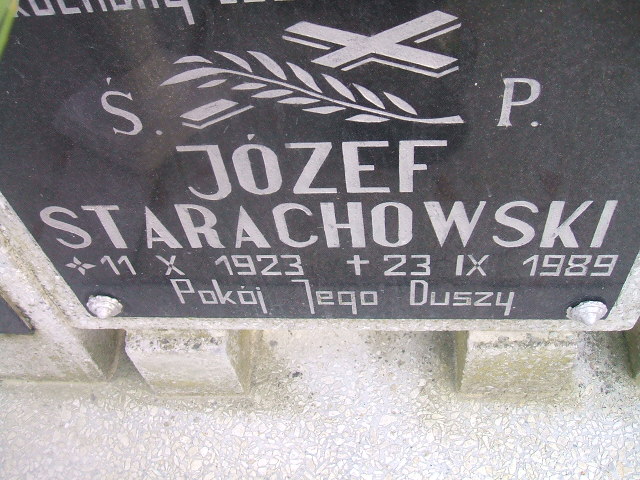 Ś. P.
JÓZEF
STARACHOWSKI
11 X 1923 † 23 IX 1989
Pokój Jego Duszy